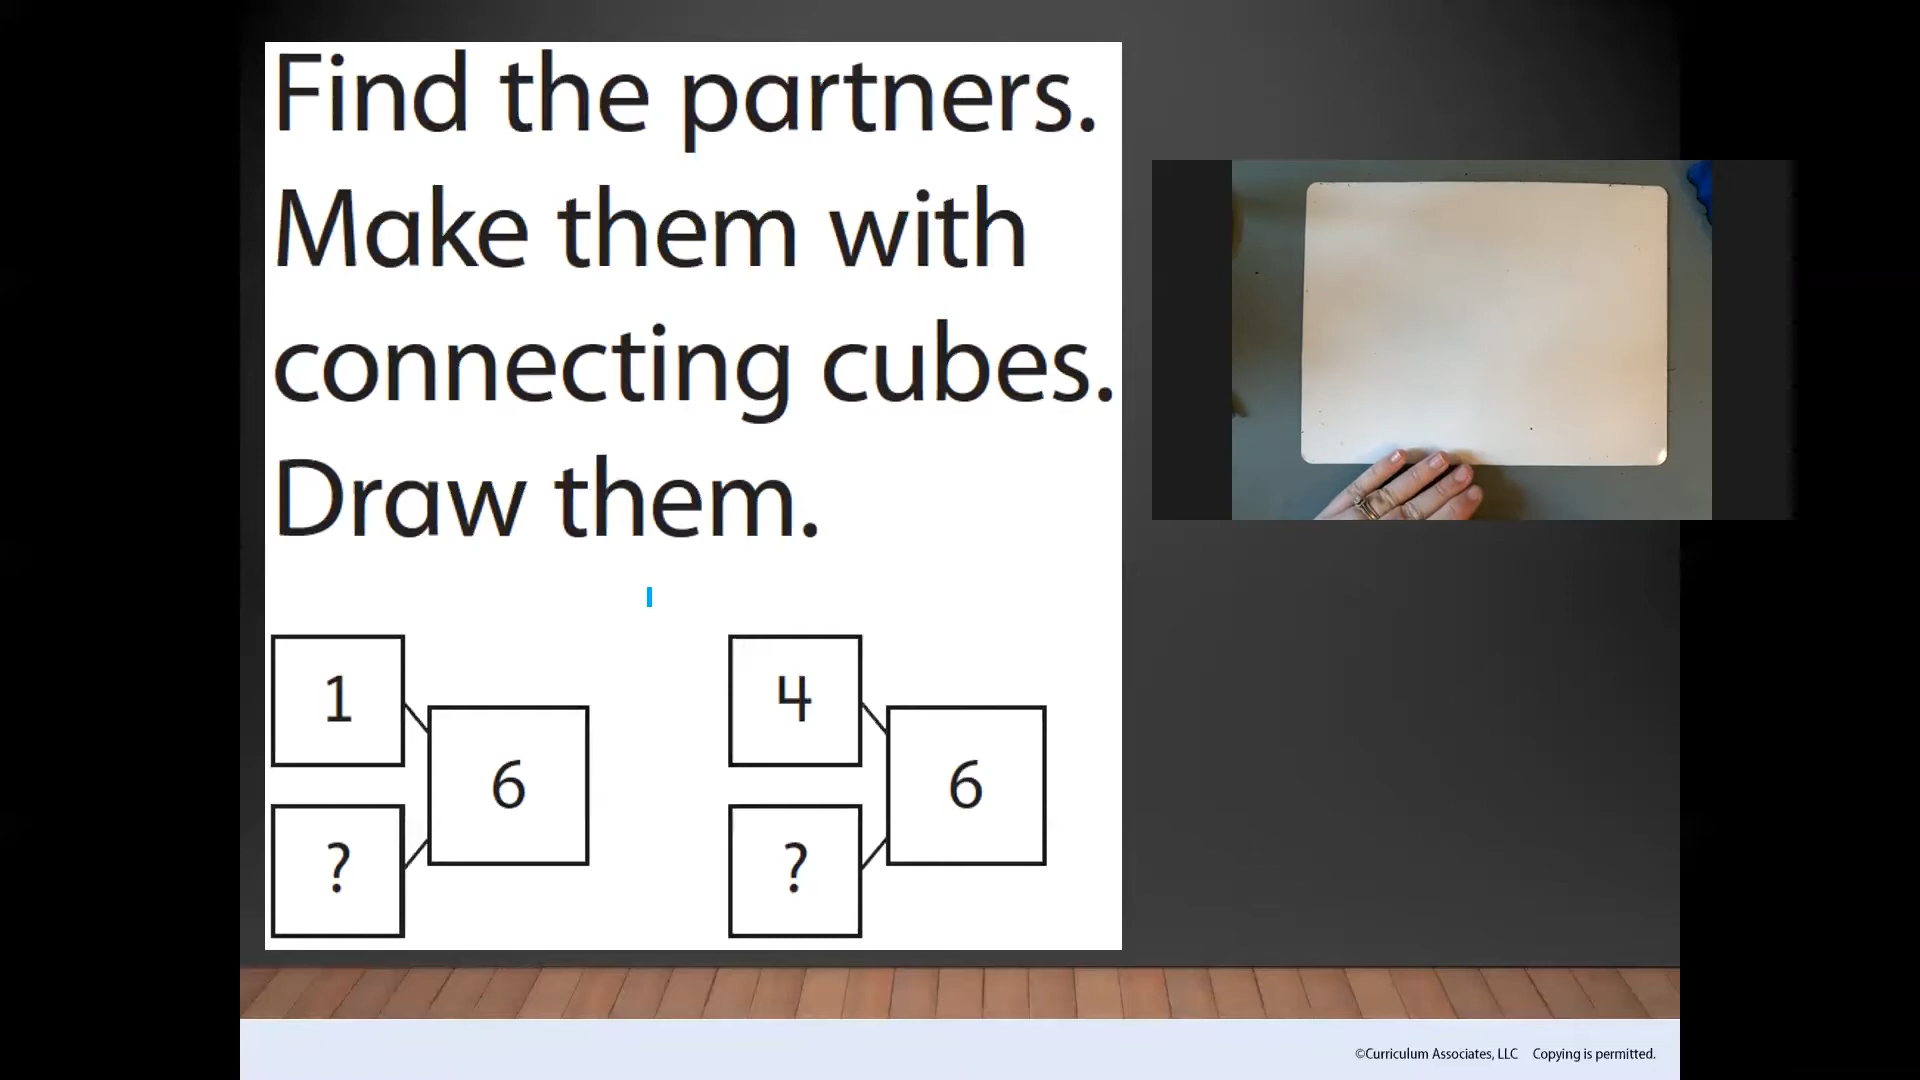 Find the partners.
Make them with
connecting cubes.
Draw them.
1
6
?
4
6
?
©Curriculum Associates, LLC Copying is permitted.